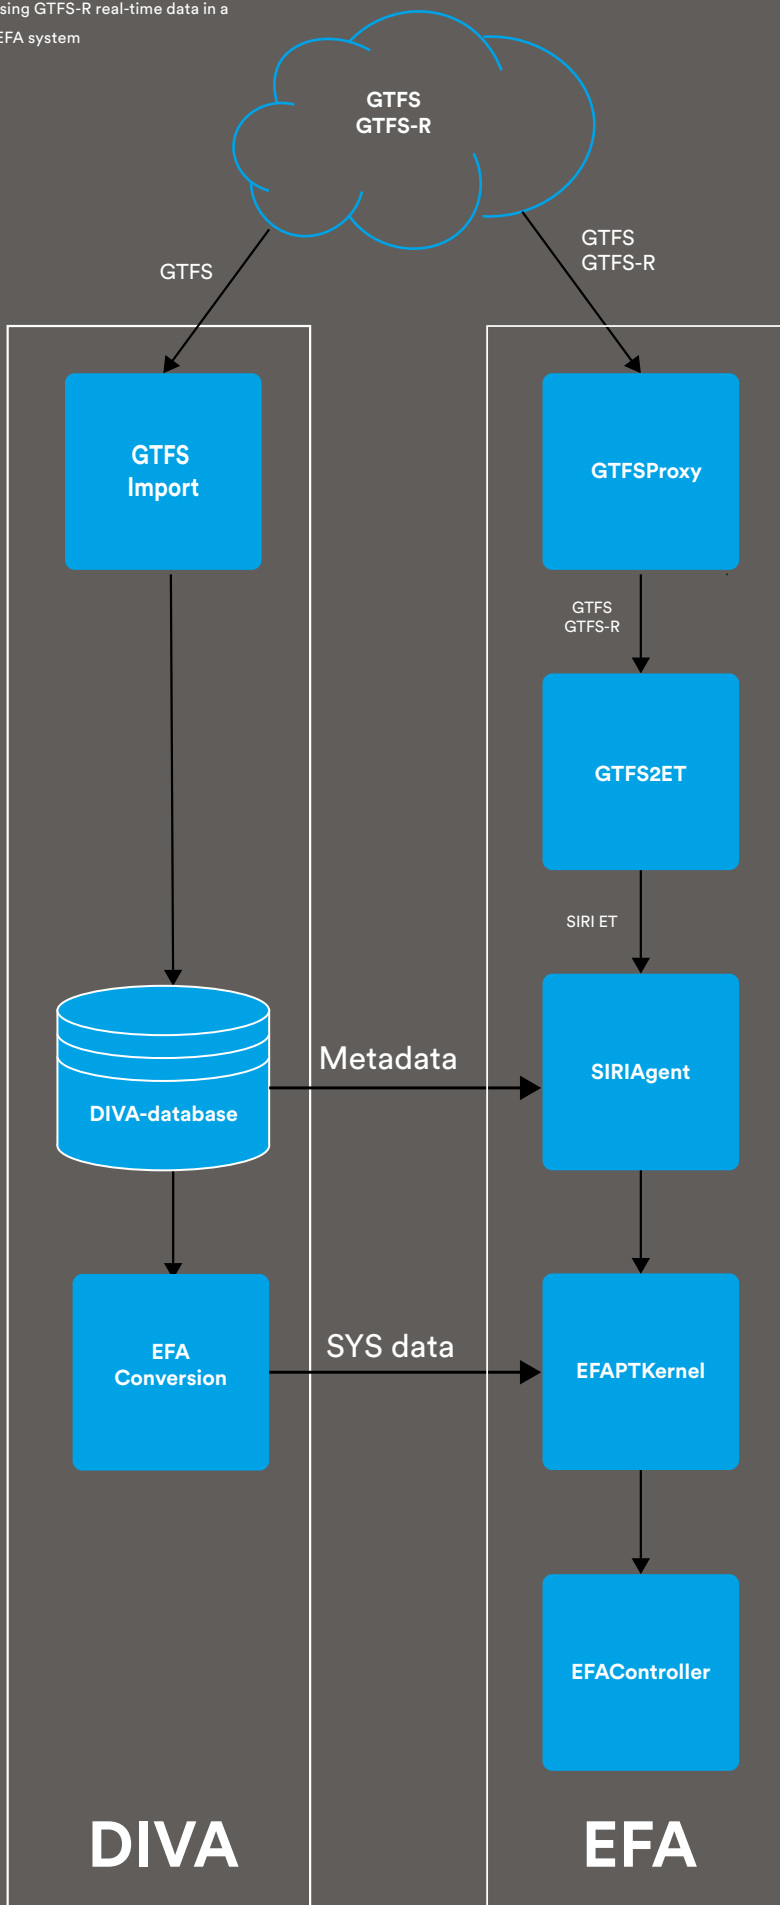 sing GTFS-R real-time data in a
EFA system
GTFS
GTFS-R
GTFS
GTFS
GTFS-R
GTFS
Import
GTFSProxy
GTFS
GTFS-R
GTFS2ET
SIRI ET
Metadata
SIRIAgent
DIVA-database
SYS data
EFA
Conversion
EFAPTKernel
EFAController
DIVA
EFA